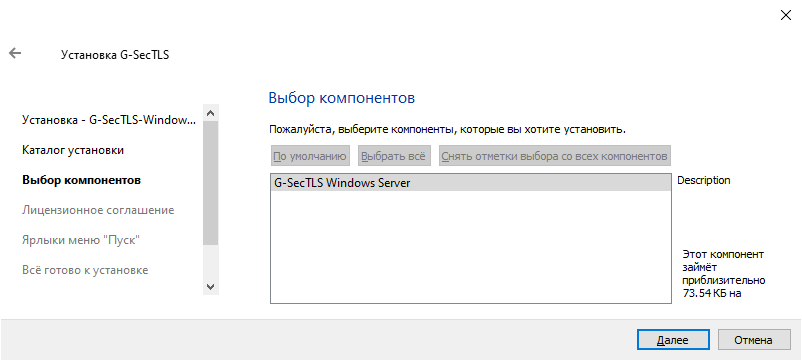 Установка G-SecTLS
Установка - G-SecTLS-Window...
Каталог установки
Выбор компонентов
Лицензионное соглашение
Ярлыки меню "Пуск"
Всё готово к установке
Выбор компонентов
Пожалуйста, выберите компоненты, которые вы хотите установить.
По умолчанию Выбрать всё Снять отметки выбора со всех компонентов
G-SecTLS Windows Server
Description
Этот компонент
займёт
приблизительно
73.54 КБ на
Далее Отмена